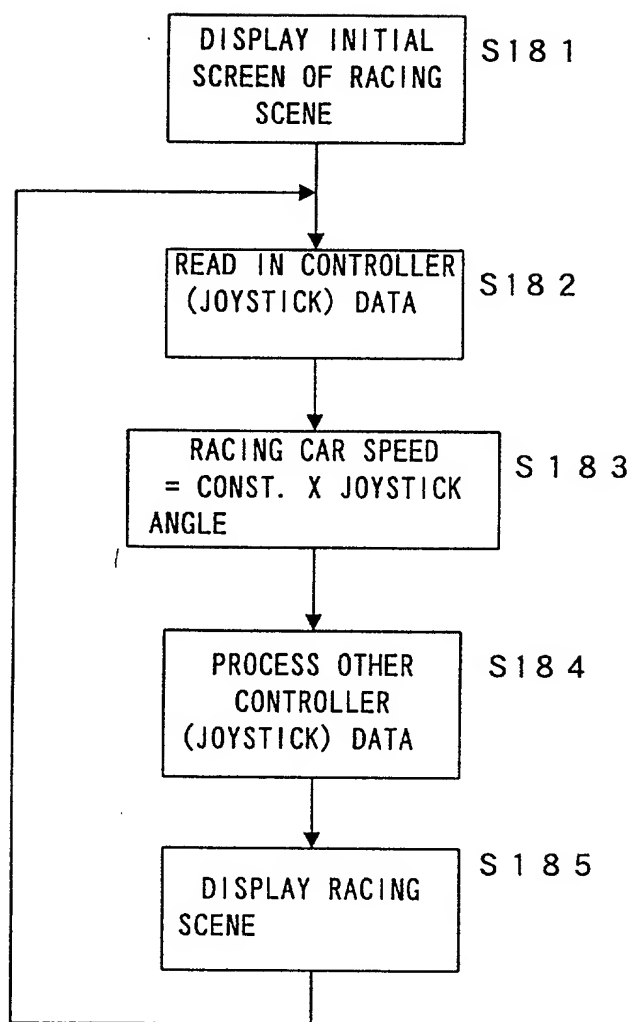 DISPLAY INITIAL
SCREEN OF RACING
SCENE
S181
READ IN CONTROLLER
(JOYSTICK) DATA
S182
RACING CAR SPEED
= CONST. X JOYSTICK
ANGLE
S183
PROCESS OTHER
CONTROLLER
(JOYSTICK) DATA
S184
DISPLAY RACING
SCENE
S185